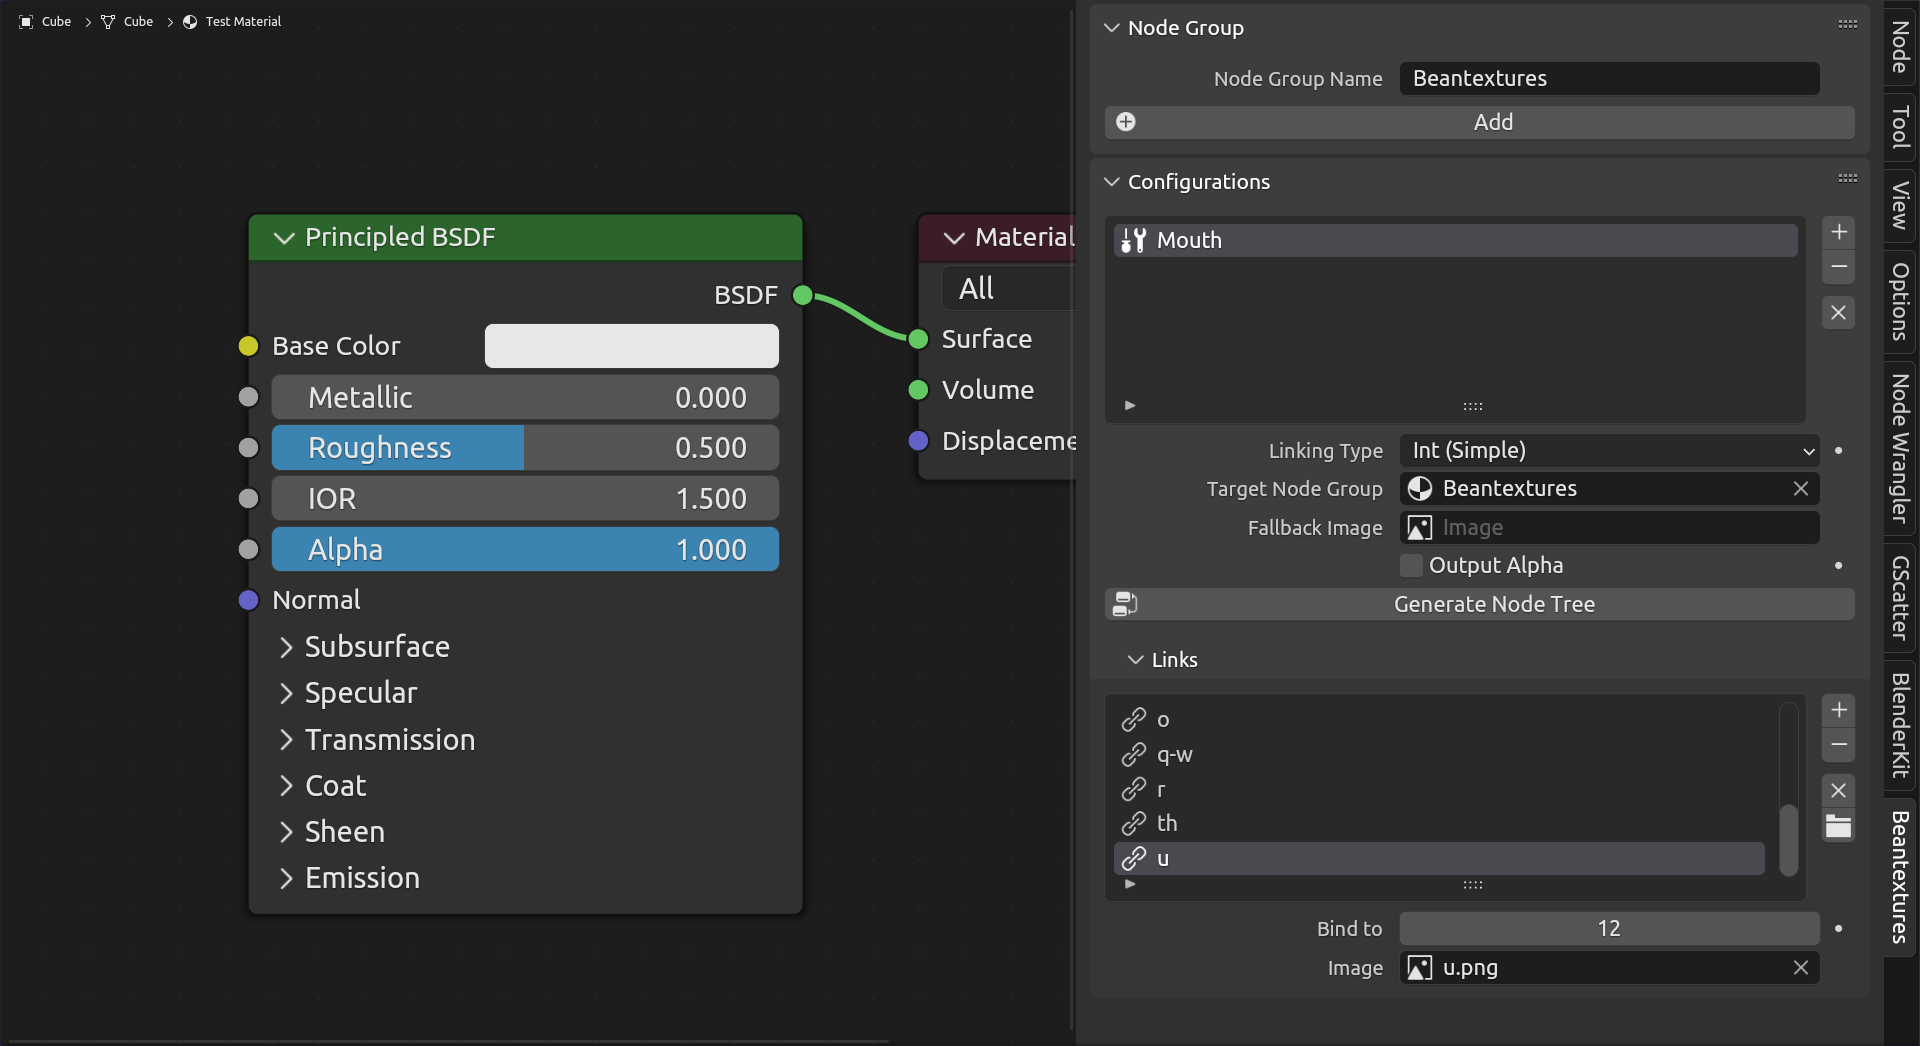 Cube > Cube > Test Material
Principled BSDF
BSDF
Base Color
Metallic 0.000
Roughness 0.500
IOR 1.500
Alpha 1.000
Normal
Subsurface
Specular
Transmission
Coat
Sheen
Emission
Material
All
Surface
Volume
Displaceme
Node Group
Node Group Name Beantextures
Add
Configurations
Mouth
Linking Type Int (Simple)
Target Node Group Beantextures
Fallback Image Image
Output Alpha
Generate Node Tree
Links
o
q-w
r
th
u
Bind to 12
Image u.png
Node
Tool
View
Options
Node Wrangler
GScatter
BlenderKit
Beantextures